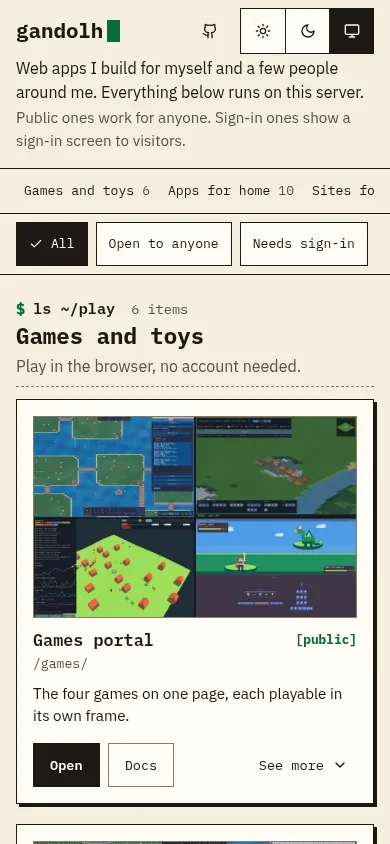 gandolh
Web apps I build for myself and a few people
around me. Everything below runs on this server.
Public ones work for anyone. Sign-in ones show a
sign-in screen to visitors.
Games and toys 6 Apps for home 10 Sites fo
All
Open to anyone
Needs sign-in
$ ls ~/play 6 items
Games and toys
Play in the browser, no account needed.
Games portal [public]
/games/
The four games on one page, each playable in
its own frame.
Open Docs See more